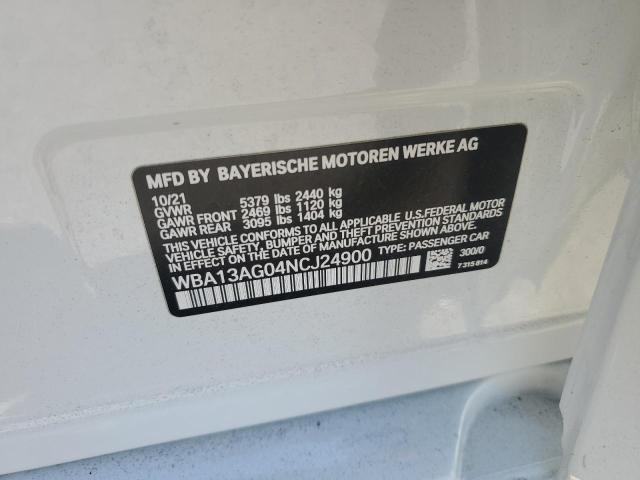 MFD BY BAYERISCHE MOTOREN WERKE AG
10/21
GVWR 5379 lbs 2440 kg
GAWR FRONT 2469 lbs 1120 kg
GAWR REAR 3095 lbs 1404 kg
THIS VEHICLE CONFORMS TO ALL APPLICABLE U.S.FEDERAL MOTOR
VEHICLE SAFETY, BUMPER, AND THEFT PREVENTION STANDARDS
IN EFFECT ON THE DATE OF MANUFACTURE SHOWN ABOVE.
WBA13AG04NCJ24900 TYPE: PASSENGER CAR
300/0
7 315 814